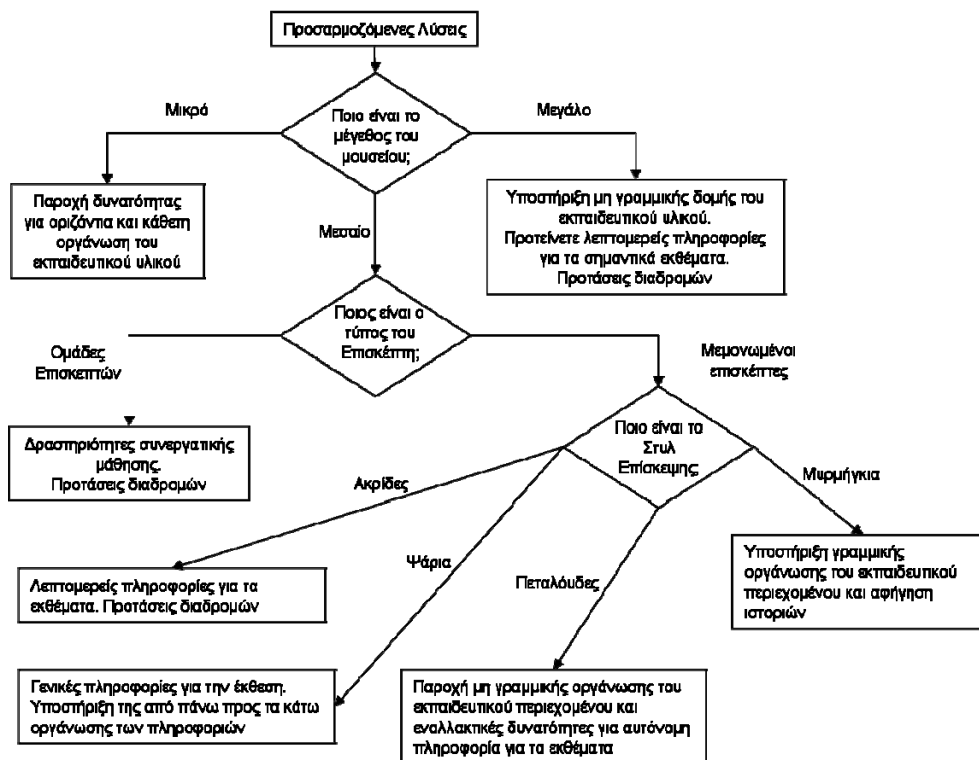 Προσαρμοζόμενες Λύσεις
Μικρό
Ποιο είναι το
μέγεθος του
μουσείου;
Μεγάλο
Παροχή δυνατότητας
για οριζόντια και κάθετη
οργάνωση του
εκπαιδευτικού υλικού
Μεσαίο
Υποστήριξη μη γραμμικής δομής του
εκπαιδευτικού υλικού.
Προτείνετε λεπτομερείς πληροφορίες
για τα σημαντικά εκθέματα.
Προτάσεις διαδρομών
Ποιος είναι ο
τύπος του
Επισκέπτη;
Ομάδες
Επισκεπτών
Μεμονωμένοι
επισκέπτες
Δραστηριότητες συνεργατικής
μάθησης.
Προτάσεις διαδρομών
Ποιο είναι το
Στυλ
Επίσκεψης;
Ακρίδες
Ψάρια
Πεταλούδες
Μυρμήγκια
Λεπτομερείς πληροφορίες για τα
εκθέματα. Προτάσεις διαδρομών
Υποστήριξη γραμμικής
οργάνωσης του εκπαιδευτικού
περιεχομένου και αφήγηση
ιστοριών
Γενικές πληροφορίες για την έκθεση.
Υποστήριξη της από πάνω προς τα κάτω
οργάνωσης των πληροφοριών
Παροχή μη γραμμικής οργάνωσης του
εκπαιδευτικού περιεχομένου και
εναλλακτικές δυνατότητες για αυτόνομη
πληροφορία για τα εκθέματα